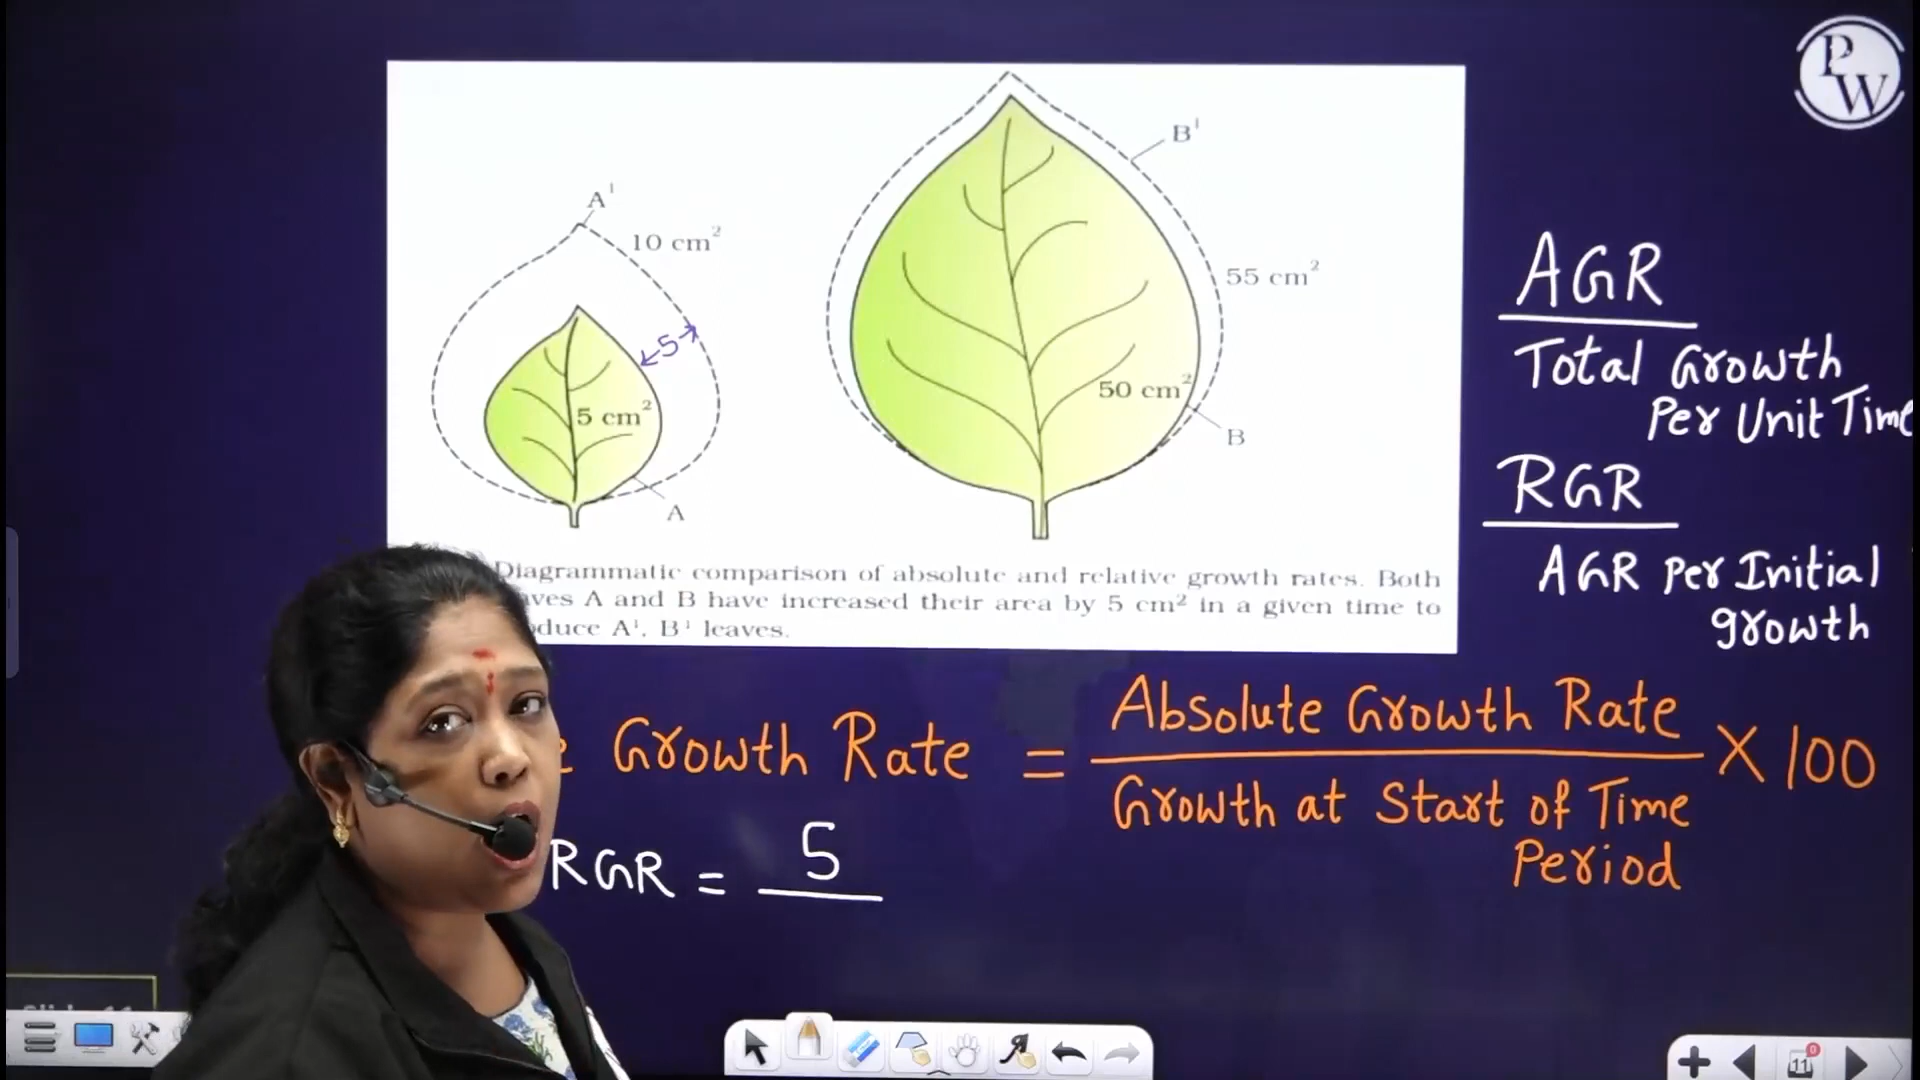 PW
A¹
10 cm²
5
5 cm²
A
B¹
55 cm²
50 cm²
B
Diagrammatic comparison of absolute and relative growth rates. Both
A and B have increased their area by 5 cm² in a given time to
A¹, B¹ leaves.
AGR
Total Growth
Per Unit Time
RGR
AGR per Initial
growth
Growth Rate = Absolute Growth Rate × 100
Growth at Start of Time
Period
RGR = 5
11
0